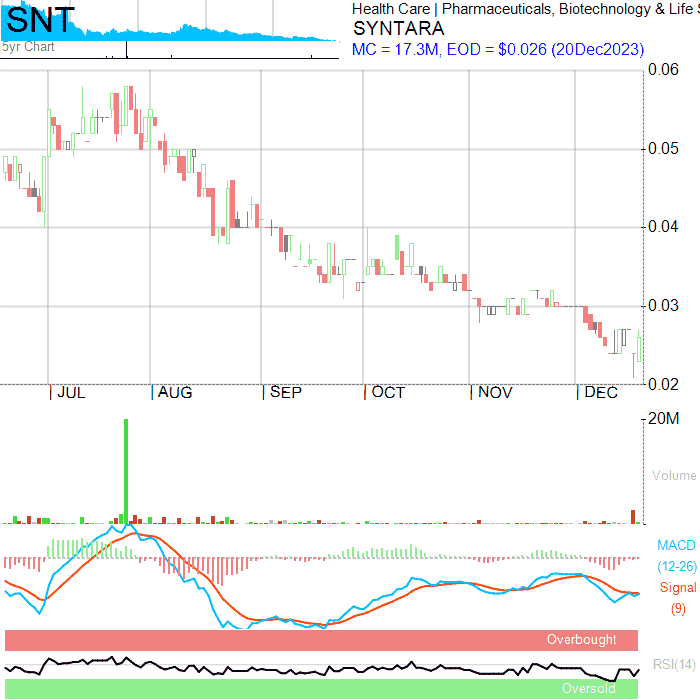 SNT
5yr Chart
Health Care | Pharmaceuticals, Biotechnology & Life S
SYNTARA
MC = 17.3M, EOD = $0.026 (20Dec2023)
0.06
0.05
0.04
0.03
0.02
JUL AUG SEP OCT NOV DEC
20M
Volume
MACD
(12-26)
Signal
(9)
Overbought
RSI(14)
Oversold